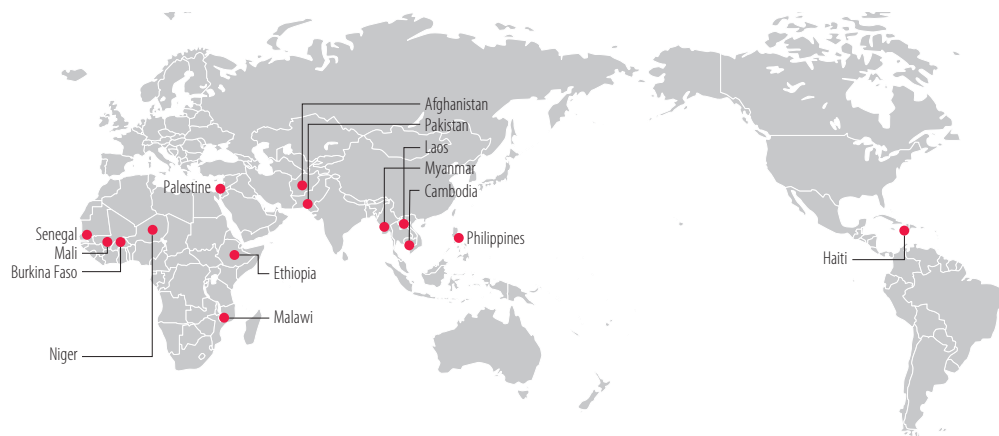 Afghanistan
Pakistan
Laos
Myanmar
Cambodia
Palestine
Senegal
Mali
Burkina Faso
Philippines
Haiti
Ethiopia
Malawi
Niger